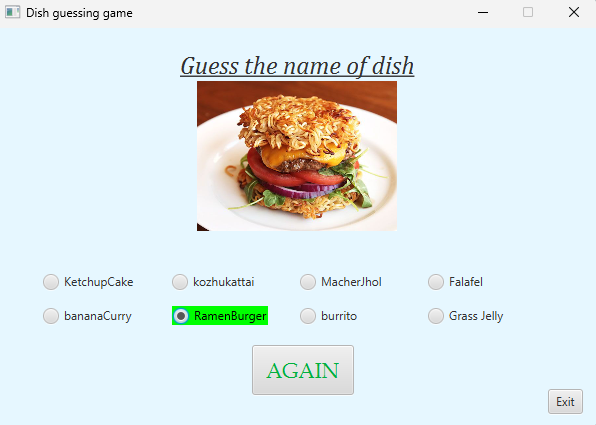 Dish guessing game
Guess the name of dish
KetchupCake kozhukattai MacherJhol Falafel
bananaCurry RamenBurger burrito Grass Jelly
AGAIN
Exit